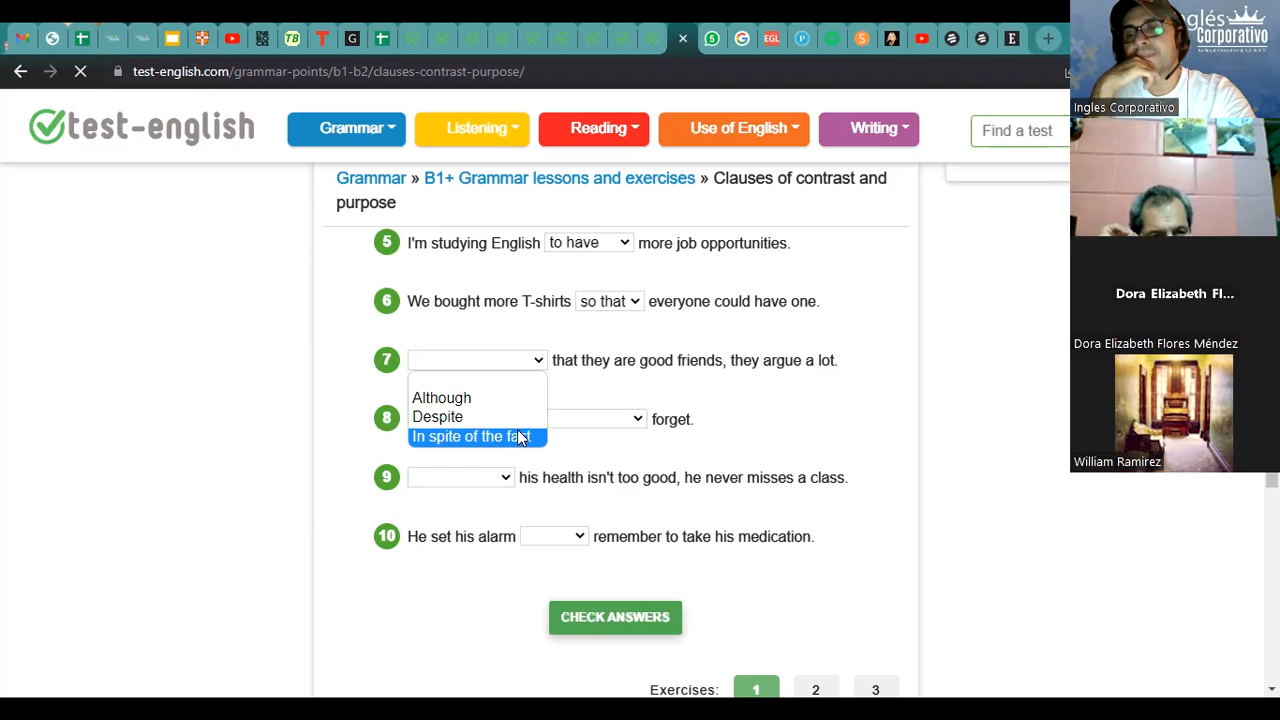 Inglés
Corporativo
test-english.com/grammar-points/b1-b2/clauses-contrast-purpose/
Ingles Corporativo
test-english
Grammar
Listening
Reading
Use of English
Writing
Find a test
Grammar » B1+ Grammar lessons and exercises » Clauses of contrast and
purpose
5 I'm studying English to have more job opportunities.
6 We bought more T-shirts so that everyone could have one.
7 that they are good friends, they argue a lot.
Although
Despite
In spite of the fact
8 forget.
9 his health isn't too good, he never misses a class.
10 He set his alarm remember to take his medication.
CHECK ANSWERS
Exercises: 1 2 3
Dora Elizabeth Fl...
Dora Elizabeth Flores Méndez
William Ramirez